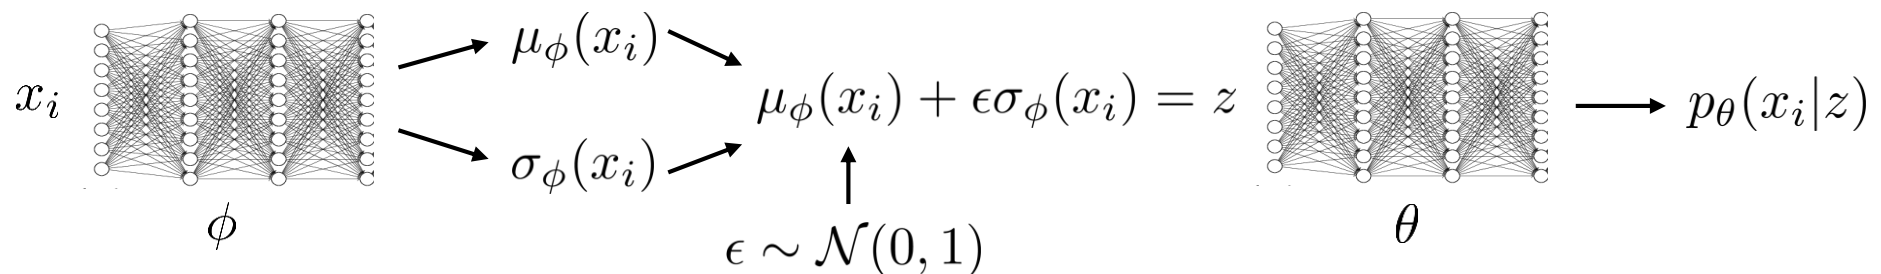 x_i
μ_ϕ(x_i)
σ_ϕ(x_i)
μ_ϕ(x_i) + ϵσ_ϕ(x_i) = z
ϵ ∼ 𝒩(0, 1)
ϕ
θ
p_θ(x_i|z)